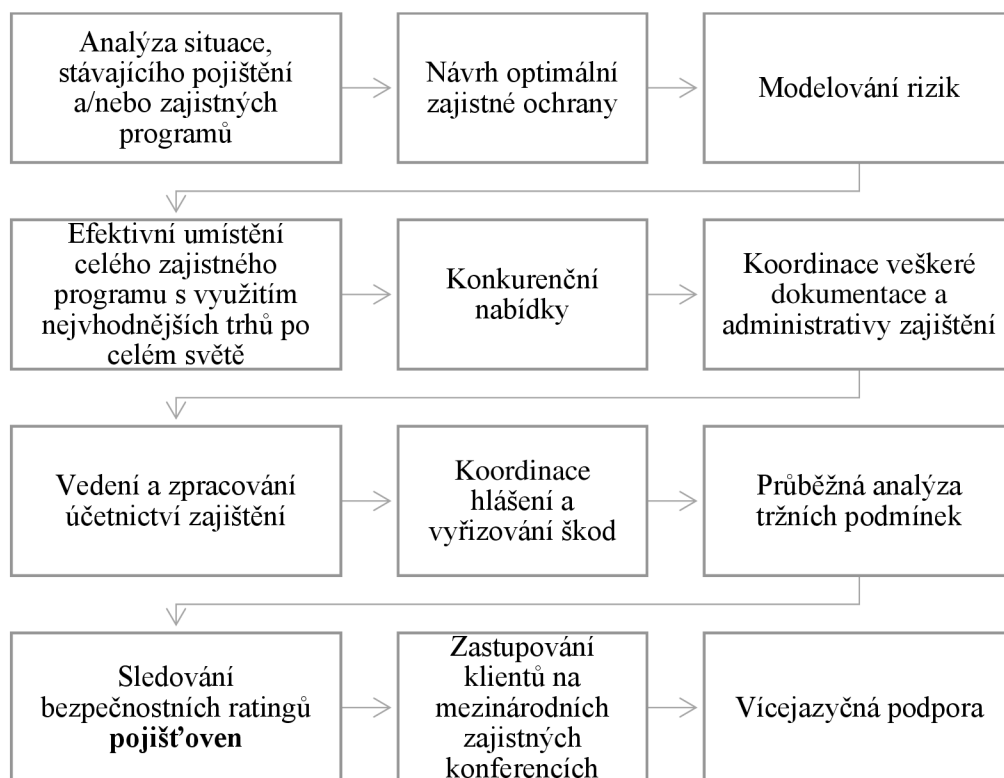 Analýza situace,
stávajícího pojištění
a/nebo zajistných
programů
Návrh optimální
zajistné ochrany
Modelování rizik
Efektivní umístění
celého zajistného
programu s využitím
nejvhodnějších trhů po
celém světě
Konkurenční
nabídky
Koordinace veškeré
dokumentace a
administrativy zajištění
Vedení a zpracování
účetnictví zajištění
Koordinace
hlášení a
vyřizování škod
Průběžná analýza
tržních podmínek
Sledování
bezpečnostních ratingů
pojišťoven
Zastupování
klientů na
mezinárodních
zajistných
konferencích
Vícejazyčná podpora